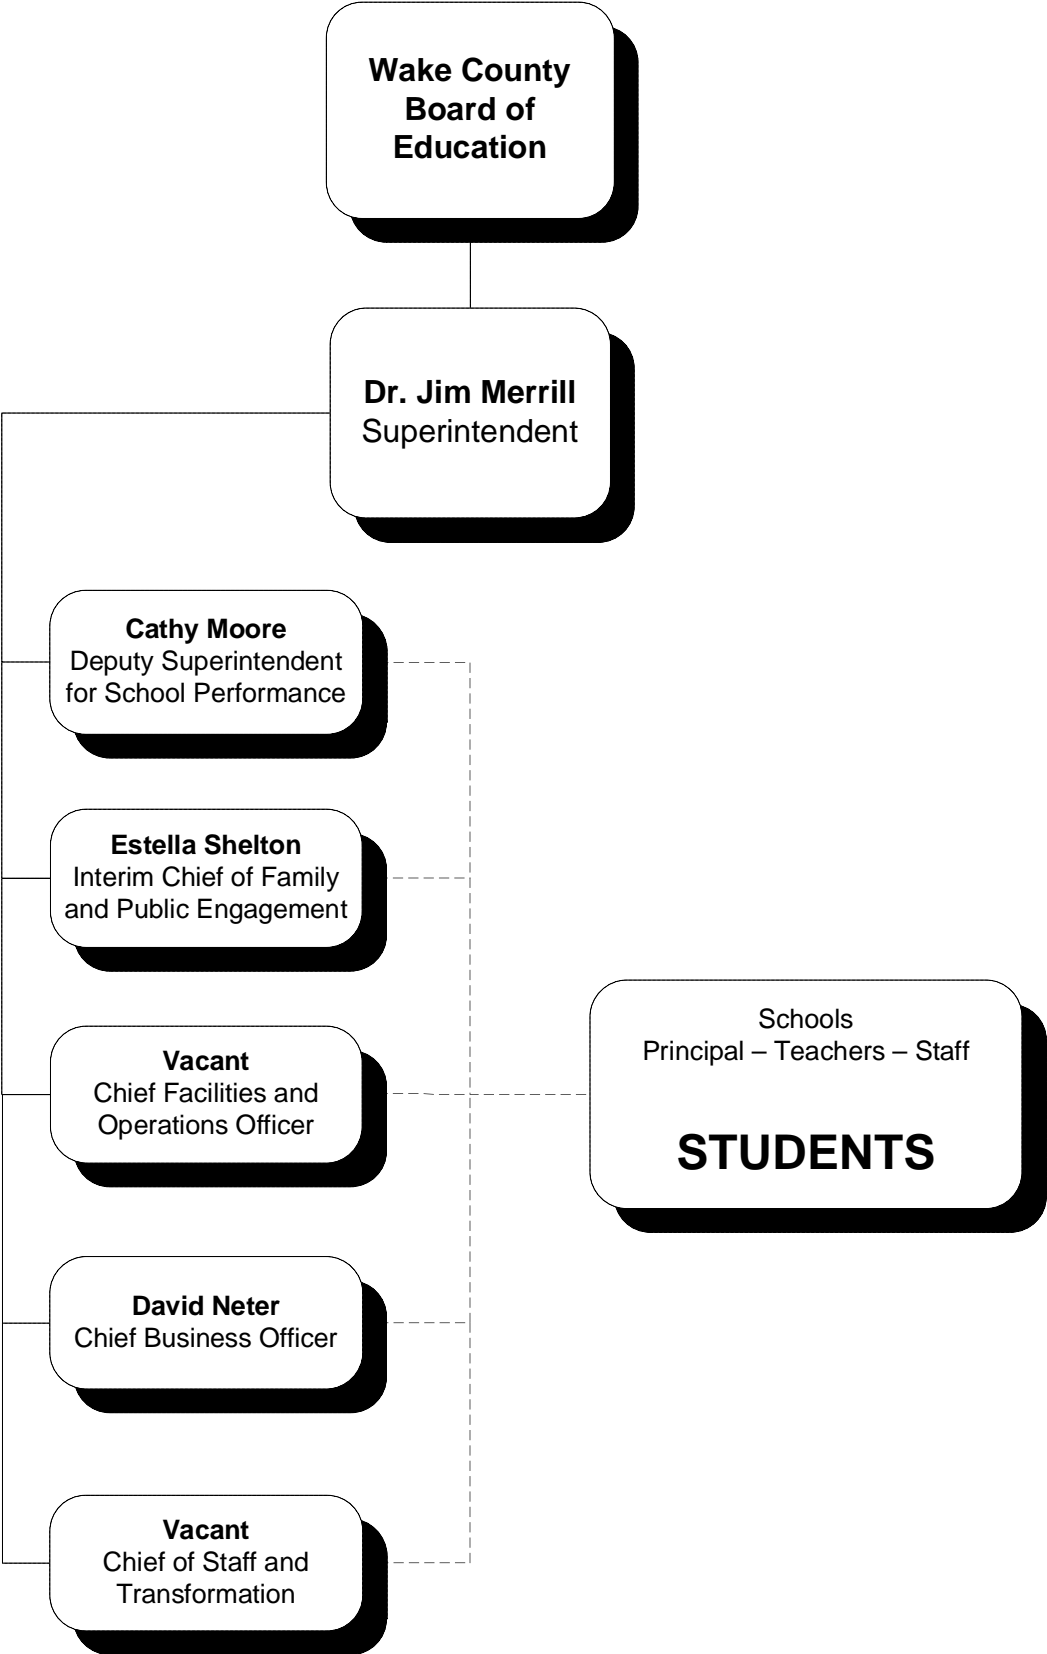 Wake County
Board of
Education
Dr. Jim Merrill
Superintendent
Cathy Moore
Deputy Superintendent
for School Performance
Estella Shelton
Interim Chief of Family
and Public Engagement
Vacant
Chief Facilities and
Operations Officer
Schools
Principal – Teachers – Staff
STUDENTS
David Neter
Chief Business Officer
Vacant
Chief of Staff and
Transformation